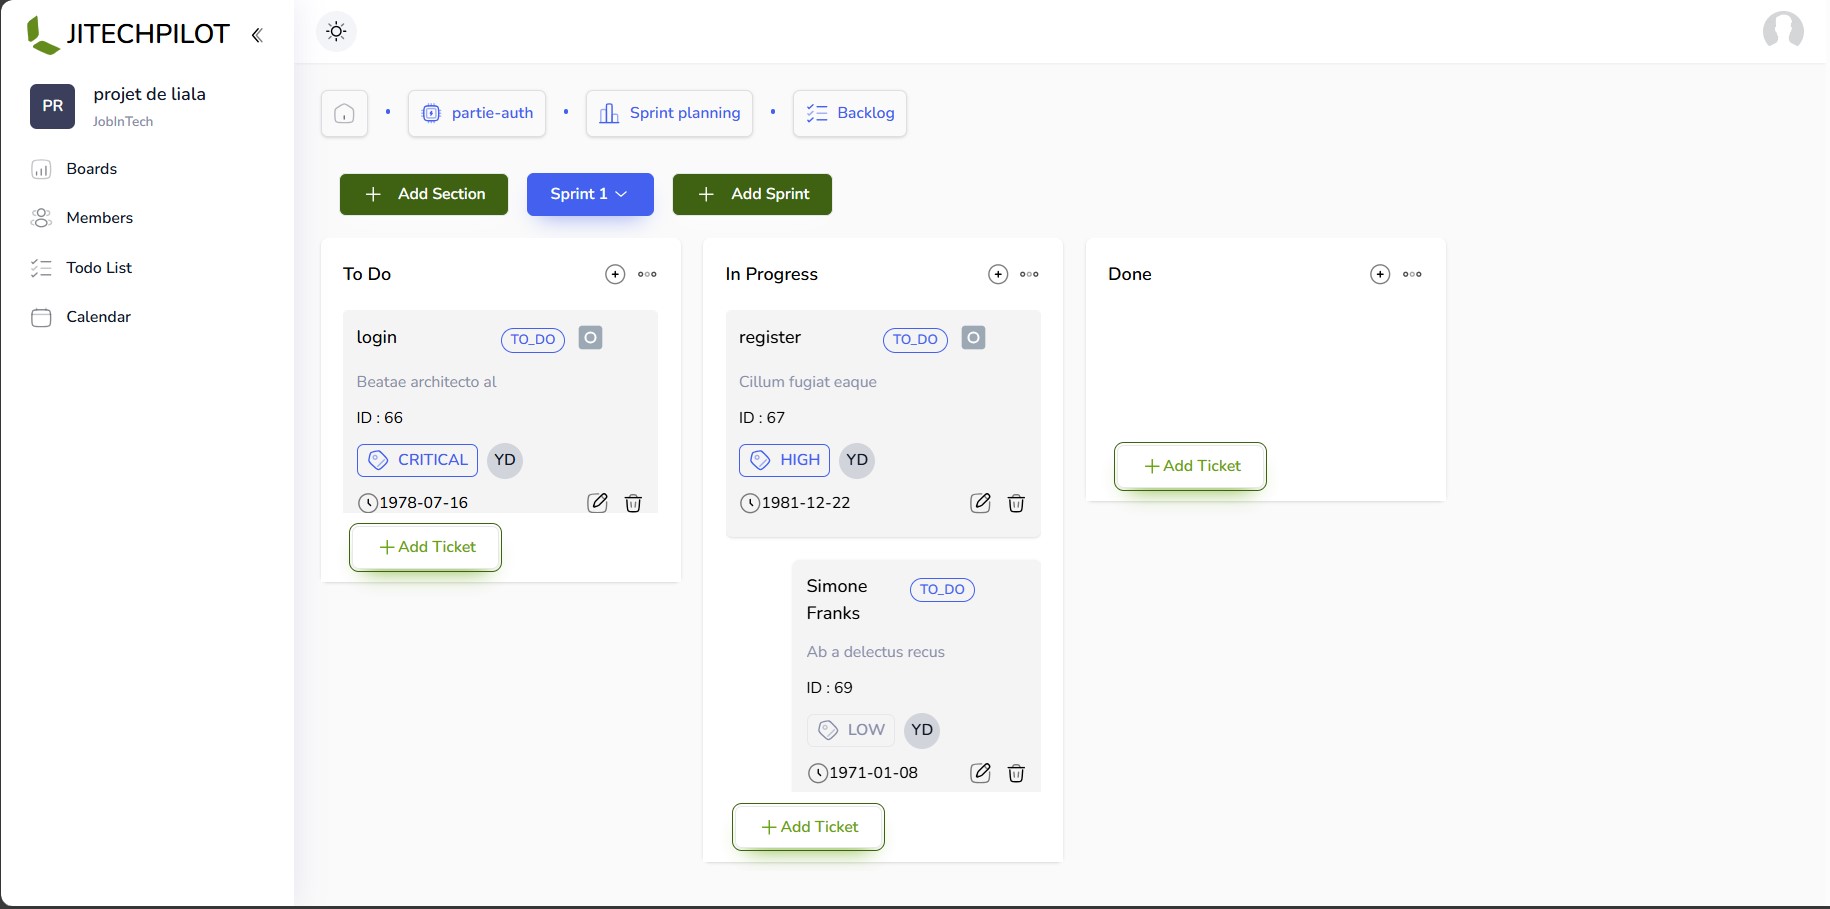 JITECHPILOT
PR
projet de liala
JobInTech
Boards
Members
Todo List
Calendar
partie-auth
Sprint planning
Backlog
Add Section
Sprint 1
Add Sprint
To Do
login
TO_DO
Beatae architecto al
ID : 66
CRITICAL
YD
1978-07-16
Add Ticket
In Progress
register
TO_DO
Cillum fugiat eaque
ID : 67
HIGH
YD
1981-12-22
Simone
Franks
TO_DO
Ab a delectus recus
ID : 69
LOW
YD
1971-01-08
Add Ticket
Done
Add Ticket